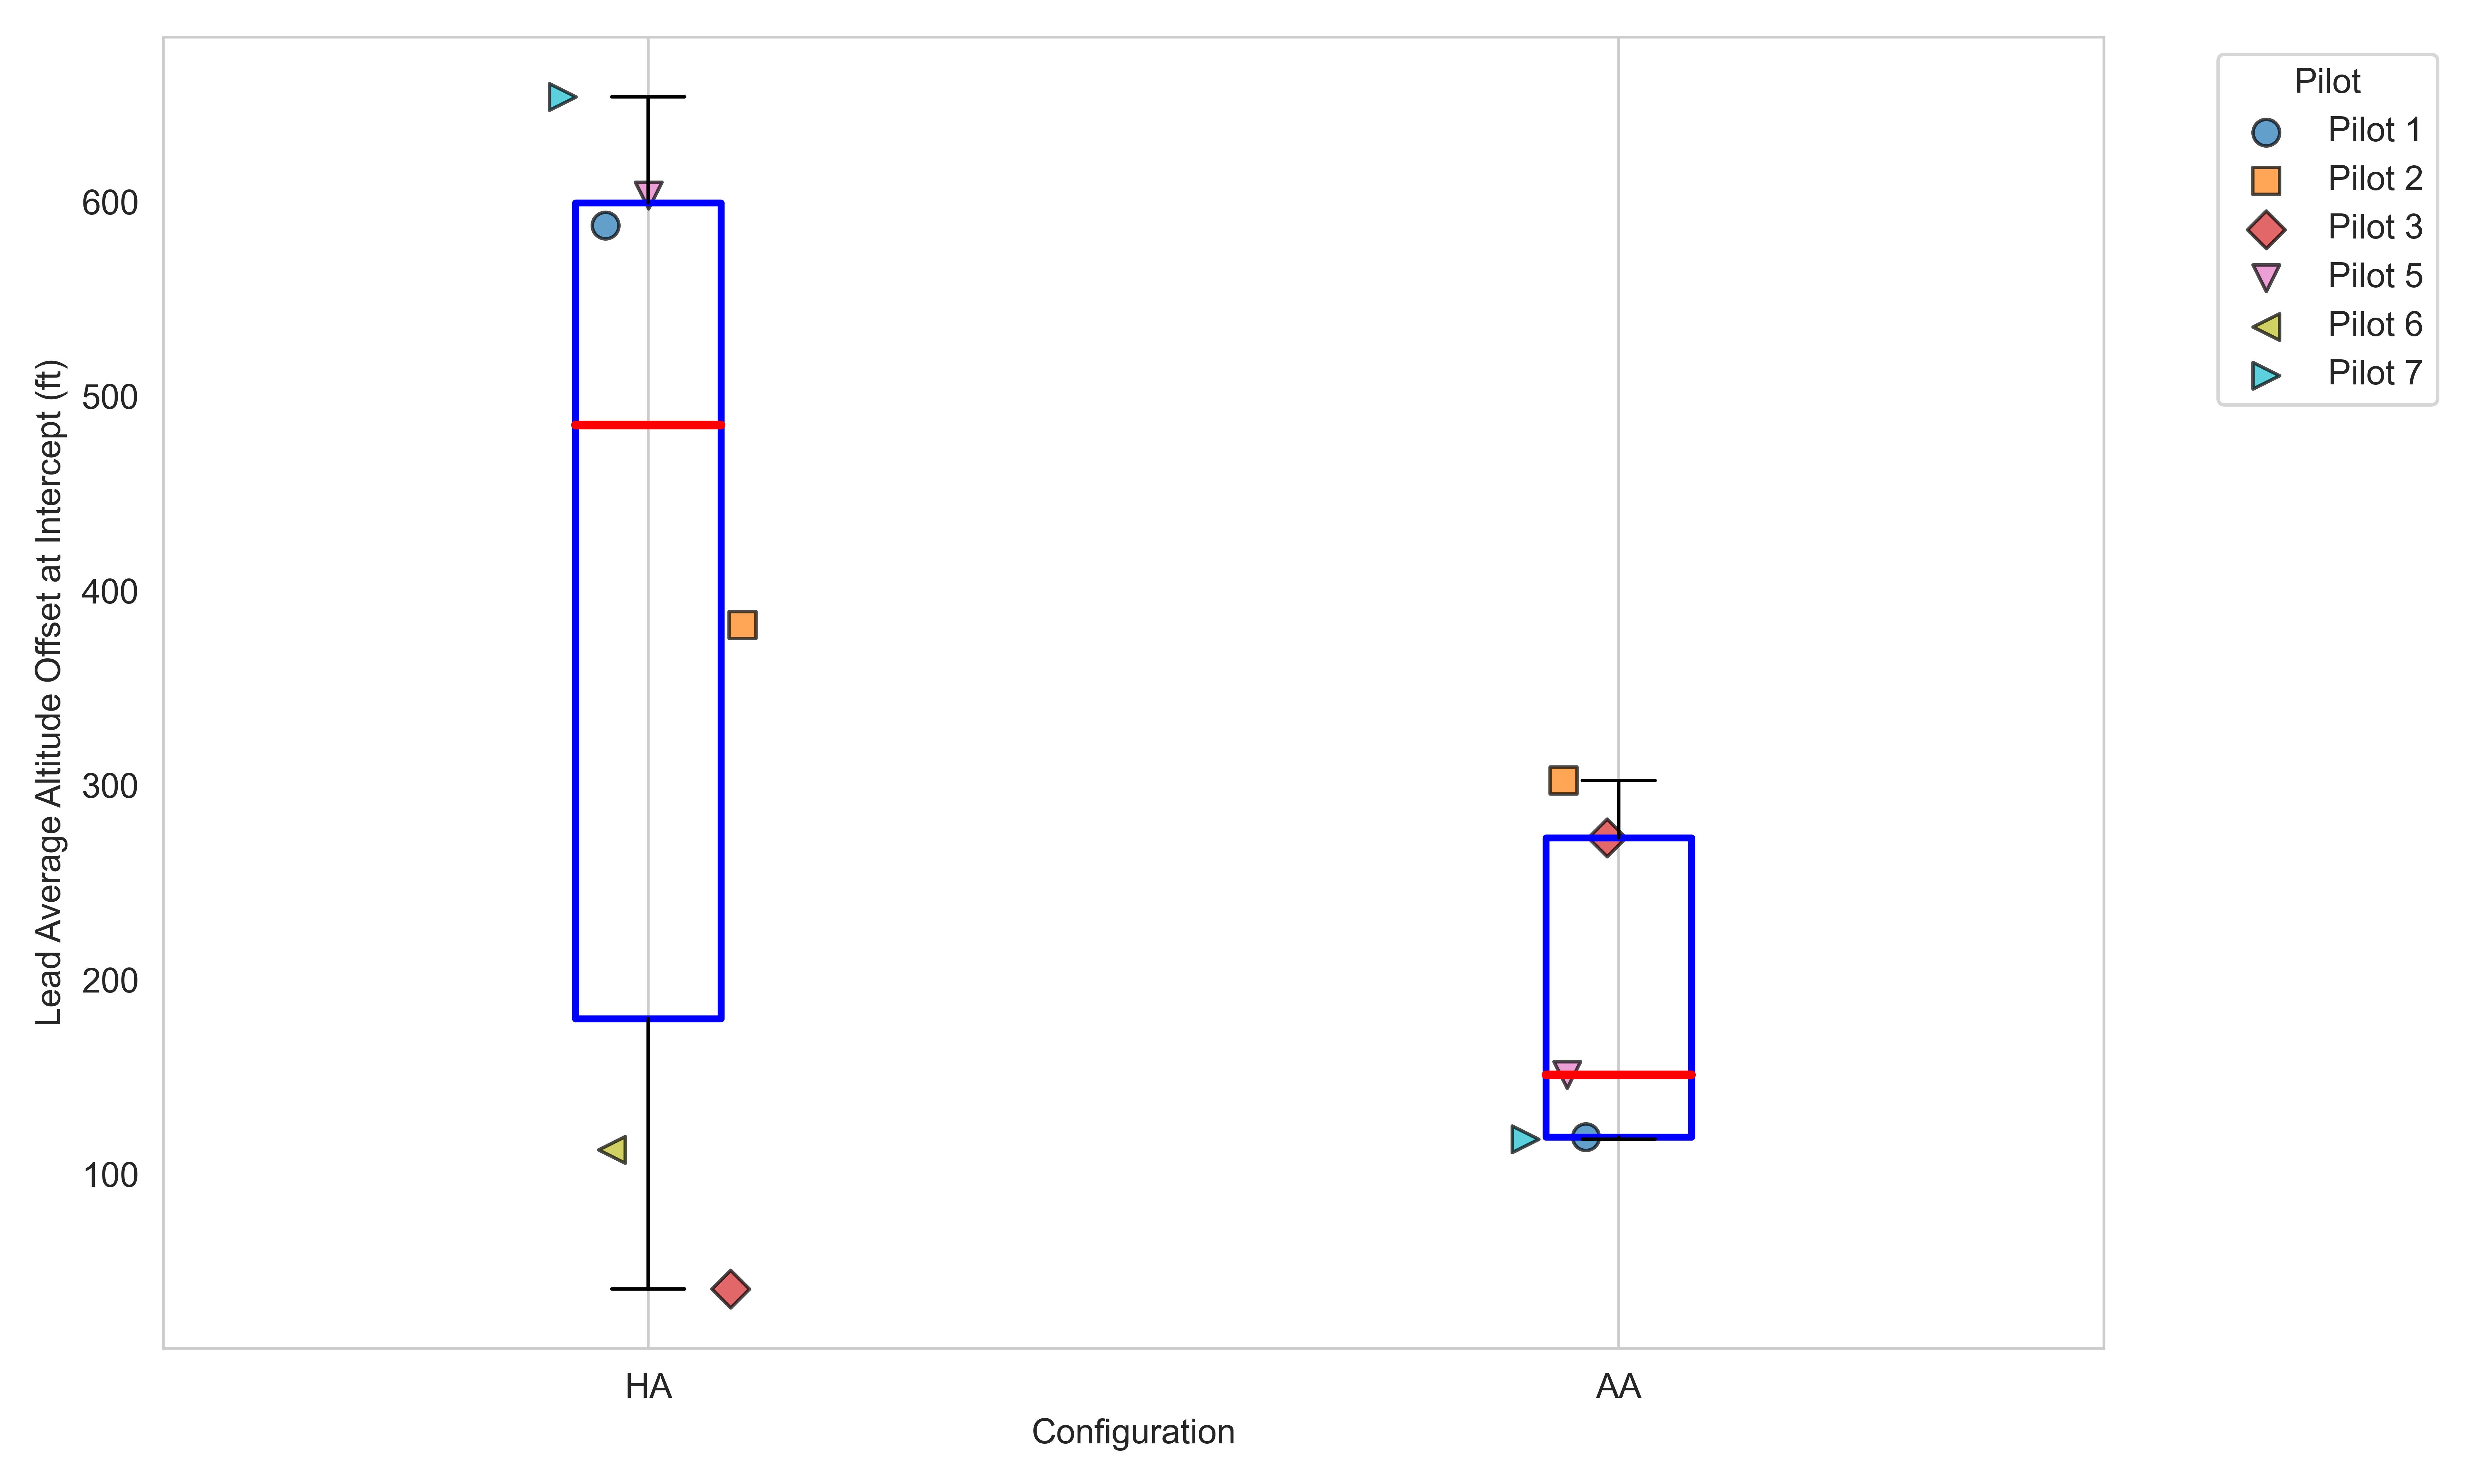 Pilot
Pilot 1
Pilot 2
Pilot 3
Pilot 5
Pilot 6
Pilot 7
Lead Average Altitude Offset at Intercept (ft)
600
500
400
300
200
100
HA
AA
Configuration